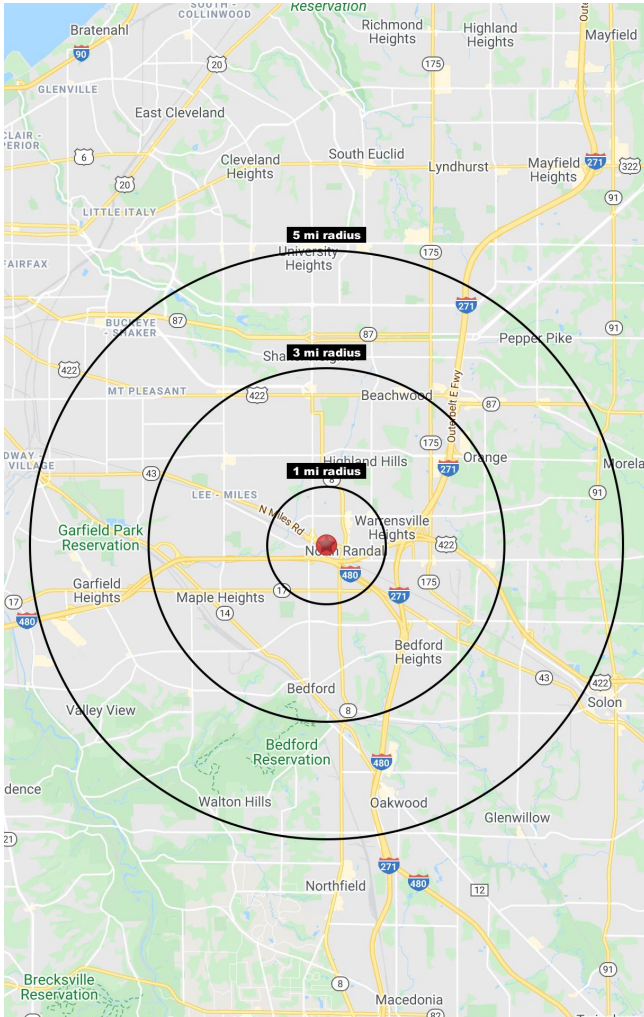 SOUTH -
COLLINWOOD
Reservation
Bratenahl
Richmond
Heights
Highland
Heights
Mayfield
90
20
175
GLENVILLE
East Cleveland
6
Cleveland
Heights
South Euclid
Lyndhurst
Mayfield
Heights
271
322
20
91
LITTLE ITALY
5 mi radius
University
Heights
175
FAIRFAX
271
BUCKEYE
- SHAKER
87
87
91
Pepper Pike
3 mi radius
422
MT PLEASANT
422
Beachwood
87
Outerbelt E Fwy
175
Highland Hills
Orange
271
1 mi radius
8
43
LEE - MILES
91
N Miles Rd
Warrensville
Heights
Garfield Park
Reservation
North Randall
422
480
Garfield
Heights
17
Maple Heights
17
14
271
175
480
Bedford
Heights
43
422
Bedford
Solon
8
Valley View
Bedford
Reservation
480
Walton Hills
Oakwood
Glenwillow
21
271
480
Northfield
12
Brecksville
Reservation
8
91
Macedonia
82